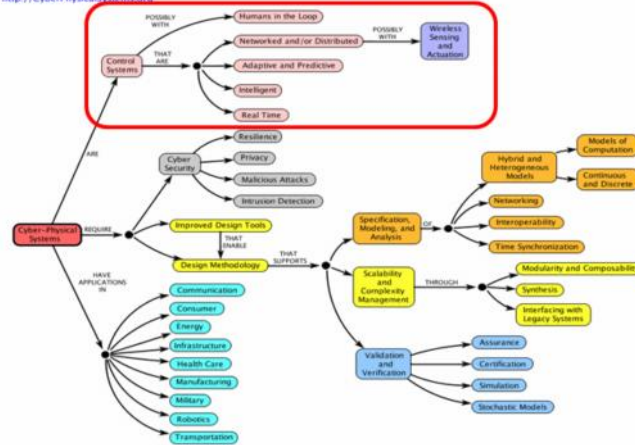 POSSIBLY
WITH
Humans in the Loop
Control
Systems
THAT
ARE
Networked and/or Distributed
POSSIBLY
WITH
Wireless
Sensing
and
Actuation
Adaptive and Predictive
Intelligent
Real Time
ARE
Cyber-Physical
Systems
REQUIRE
Cyber
Security
Resilience
Privacy
Malicious Attacks
Intrusion Detection
Improved Design Tools
THAT
ENABLE
Design Methodology
THAT
SUPPORTS
Specification,
Modeling, and
Analysis
OF
Hybrid and
Heterogeneous
Models
Models of
Computation
Continuous
and Discrete
Networking
Interoperability
Time Synchronization
Scalability
and
Complexity
Management
THROUGH
Modularity and Composability
Synthesis
Interfacing with
Legacy Systems
Validation
and
Verification
Assurance
Certification
Simulation
Stochastic Models
HAVE
APPLICATIONS
IN
Communication
Consumer
Energy
Infrastructure
Health Care
Manufacturing
Military
Robotics
Transportation